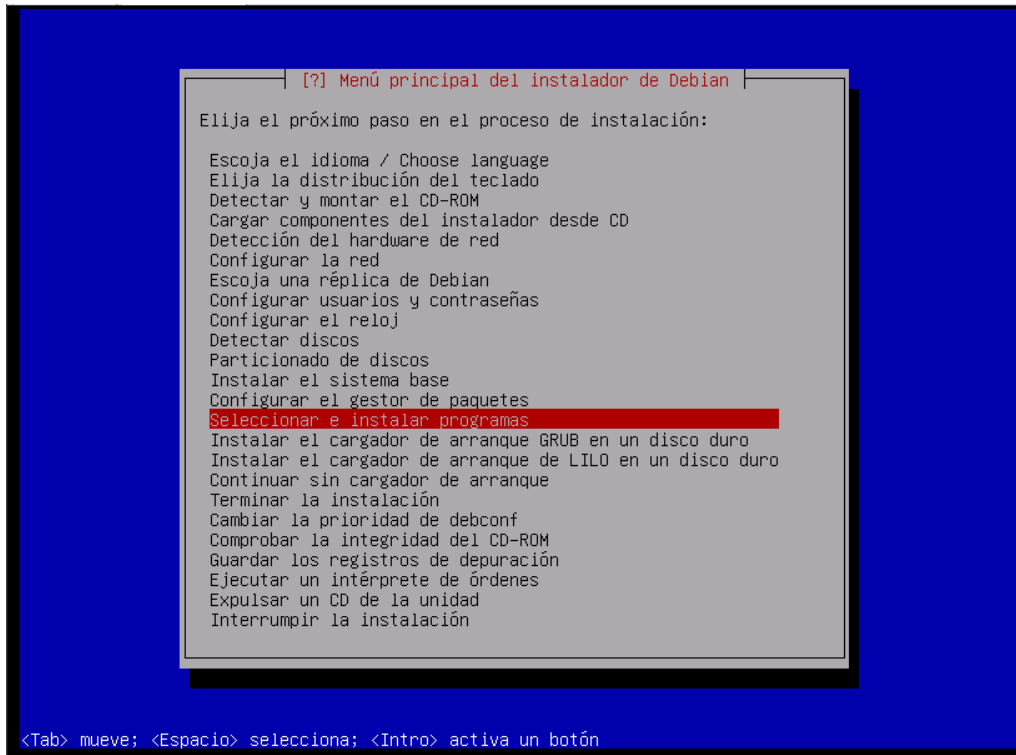 [?] Menú principal del instalador de Debian
Elija el próximo paso en el proceso de instalación:
Escoja el idioma / Choose language
Elija la distribución del teclado
Detectar y montar el CD-ROM
Cargar componentes del instalador desde CD
Detección del hardware de red
Configurar la red
Escoja una réplica de Debian
Configurar usuarios y contraseñas
Configurar el reloj
Detectar discos
Particionado de discos
Instalar el sistema base
Configurar el gestor de paquetes
Seleccionar e instalar programas
Instalar el cargador de arranque GRUB en un disco duro
Instalar el cargador de arranque de LILO en un disco duro
Continuar sin cargador de arranque
Terminar la instalación
Cambiar la prioridad de debconf
Comprobar la integridad del CD-ROM
Guardar los registros de depuración
Ejecutar un intérprete de órdenes
Expulsar un CD de la unidad
Interrumpir la instalación
<Tab> mueve; <Espacio> selecciona; <Intro> activa un botón